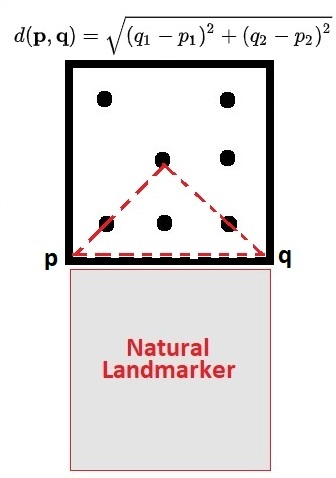 d(p, q) = √(q₁ − p₁)² + (q₂ − p₂)²
p q
Natural
Landmarker